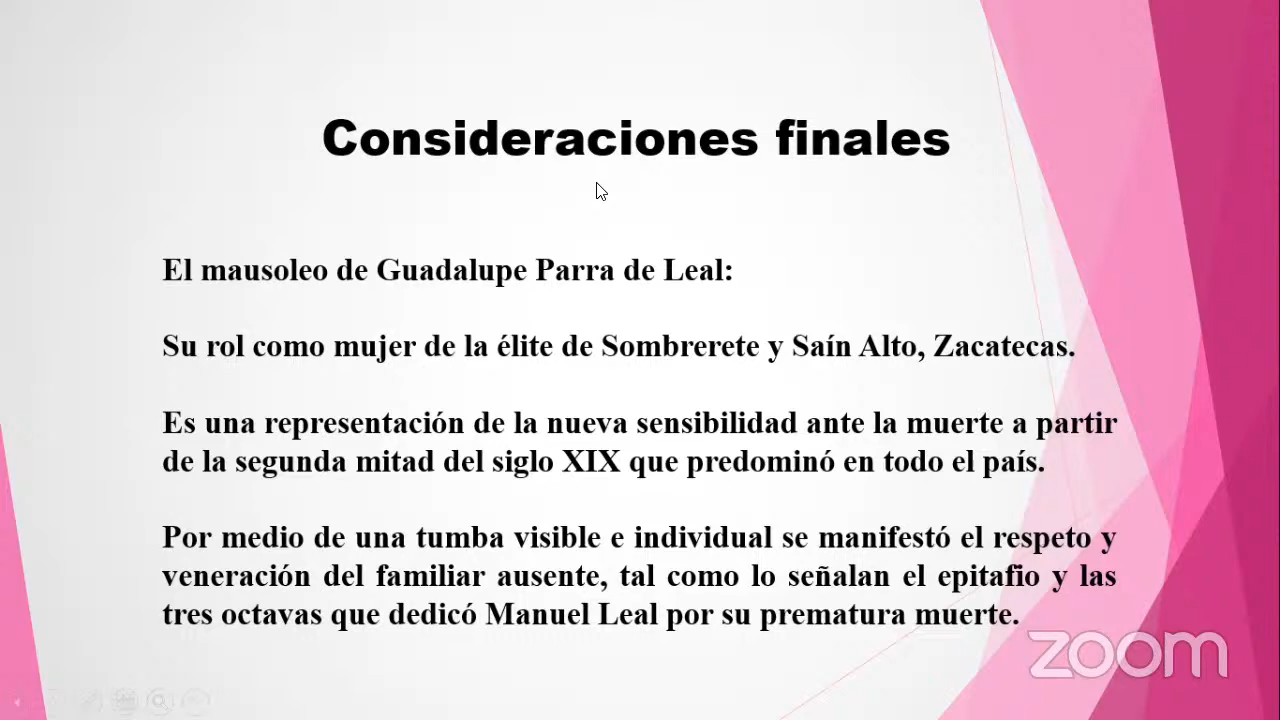 Consideraciones finales
El mausoleo de Guadalupe Parra de Leal:
Su rol como mujer de la élite de Sombrerete y Saín Alto, Zacatecas.
Es una representación de la nueva sensibilidad ante la muerte a partir
de la segunda mitad del siglo XIX que predominó en todo el país.
Por medio de una tumba visible e individual se manifestó el respeto y
veneración del familiar ausente, tal como lo señalan el epitafio y las
tres octavas que dedicó Manuel Leal por su prematura muerte.
zoom